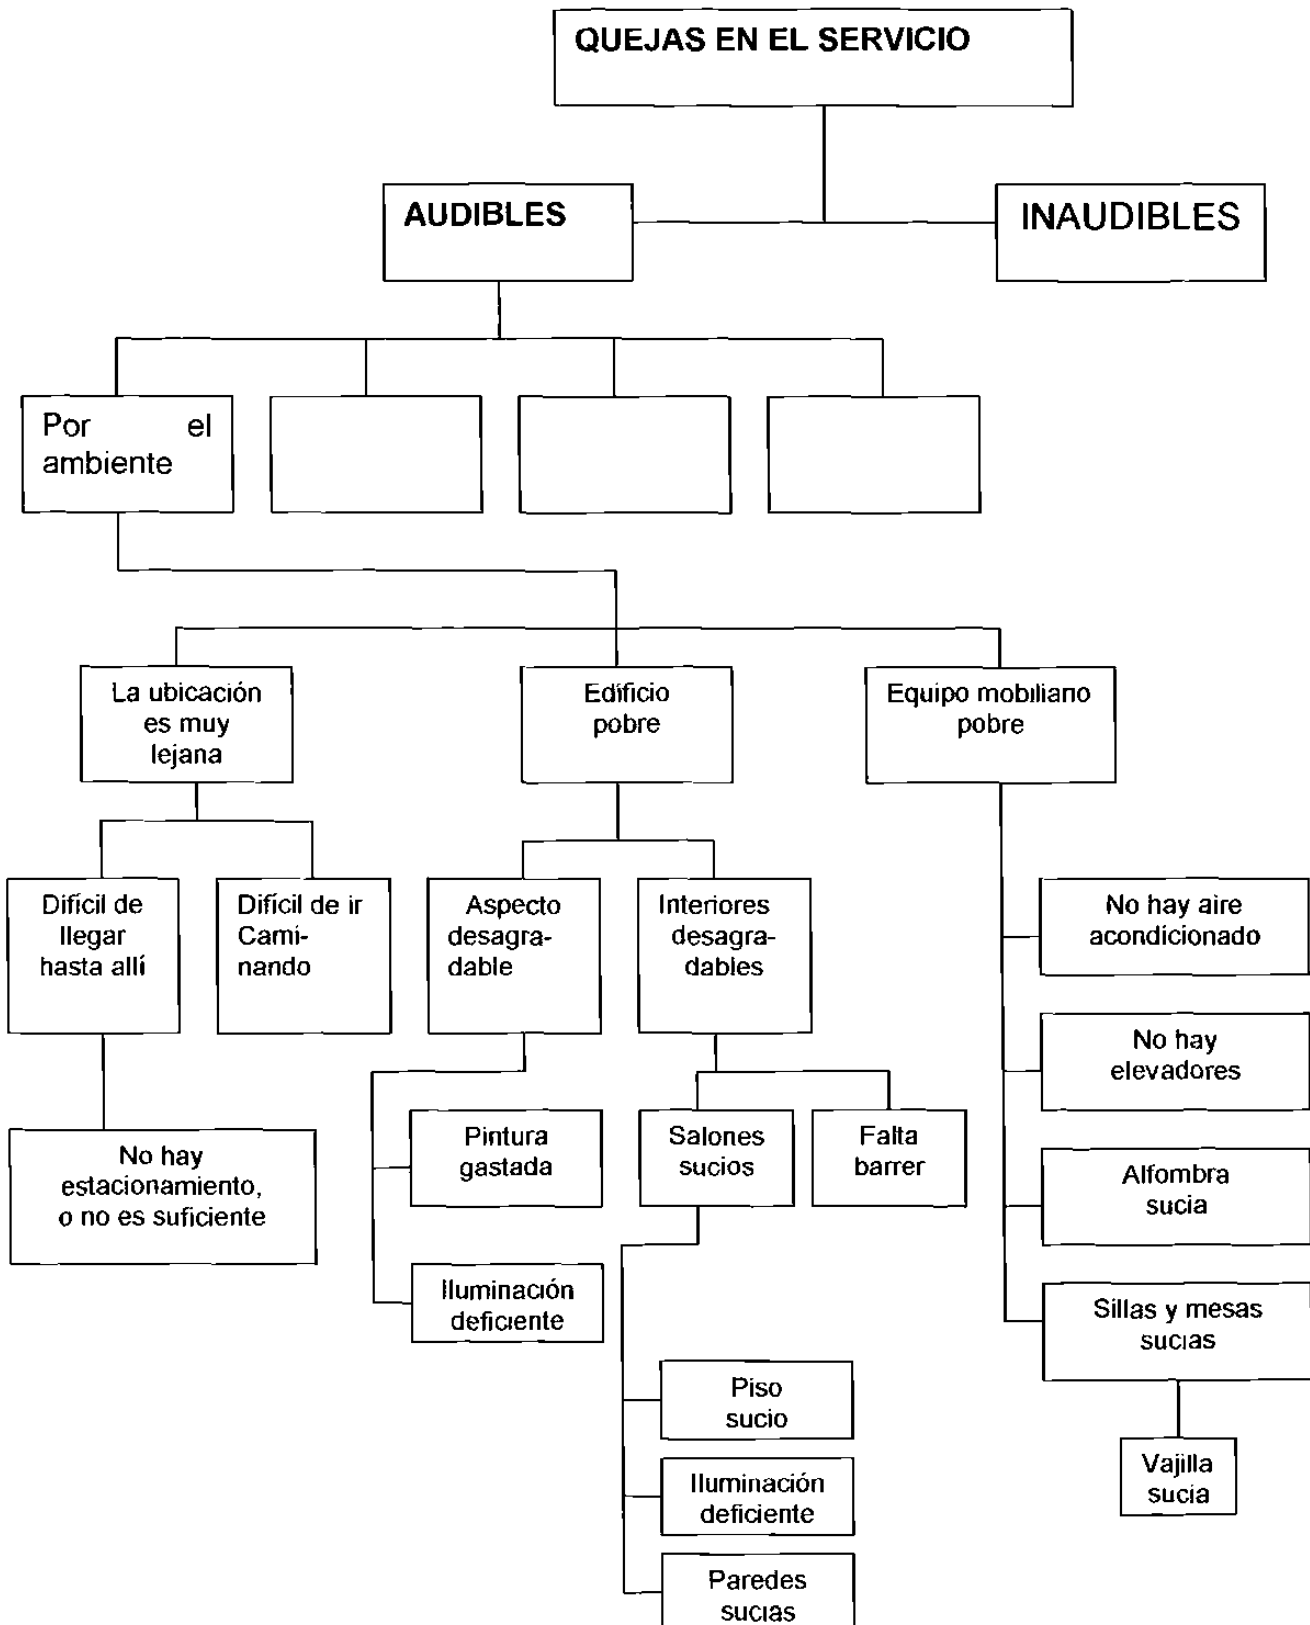 QUEJAS EN EL SERVICIO
AUDIBLES
INAUDIBLES
Por el
ambiente
La ubicación
es muy
lejana
Edificio
pobre
Equipo mobiliano
pobre
Difícil de
llegar
hasta allí
Difícil de ir
Cami-
nando
Aspecto
desagra-
dable
Interiores
desagra-
dables
No hay aire
acondicionado
No hay
elevadores
No hay
estacionamiento,
o no es suficiente
Pintura
gastada
Salones
sucios
Falta
barrer
Alfombra
sucia
Iluminación
deficiente
Sillas y mesas
sucias
Piso
sucio
Iluminación
deficiente
Vajilla
sucia
Paredes
sucias